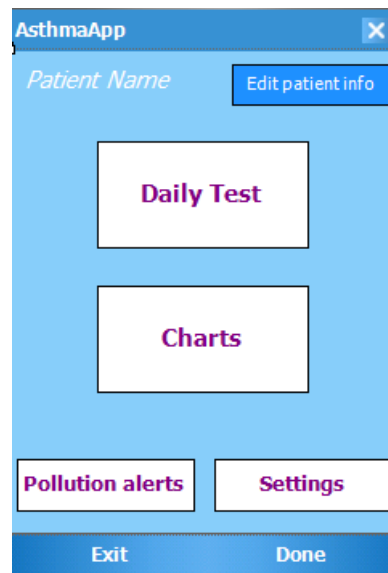 AsthmaApp
Patient Name
Edit patient info
Daily Test
Charts
Pollution alerts
Settings
Exit
Done